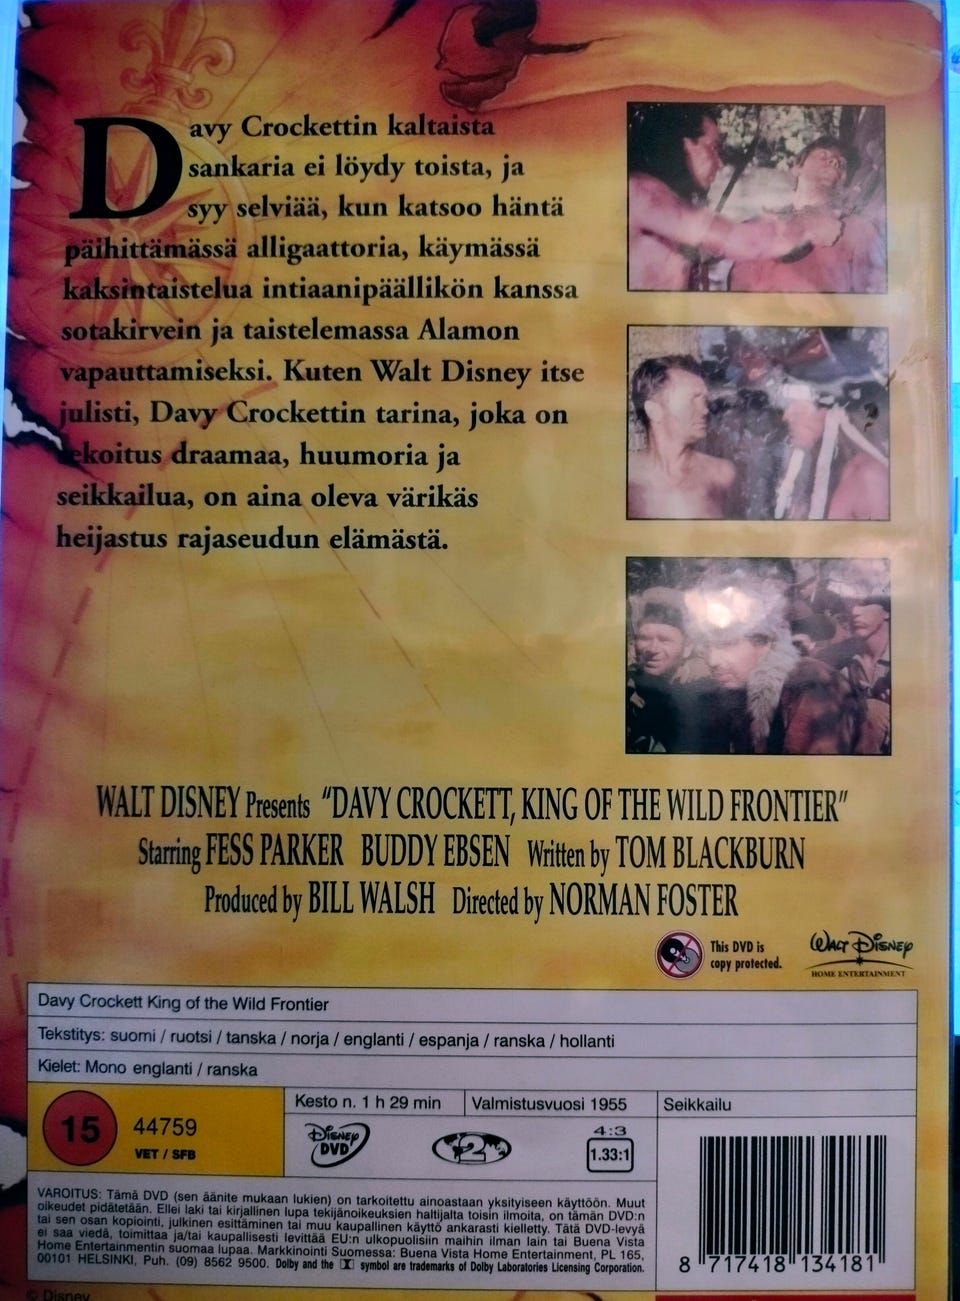 Davy Crockettin kaltaista
sankaria ei löydy toista, ja
syy selviää, kun katsoo häntä
päihittämässä alligaattoria, käymässä
kaksintaistelua intiaanipäällikön kanssa
sotakirvein ja taistelemassa Alamon
vapauttamiseksi. Kuten Walt Disney itse
julisti, Davy Crockettin tarina, joka on
sekoitus draamaa, huumoria ja
seikkailua, on aina oleva värikäs
heijastus rajaseudun elämästä.
WALT DISNEY Presents "DAVY CROCKETT, KING OF THE WILD FRONTIER"
Starring FESS PARKER BUDDY EBSEN Written by TOM BLACKBURN
Produced by BILL WALSH Directed by NORMAN FOSTER
This DVD is
copy protected.
WALT DISNEY
HOME ENTERTAINMENT
Davy Crockett King of the Wild Frontier
Tekstitys: suomi / ruotsi / tanska / norja / englanti / espanja / ranska / hollanti
Kielet: Mono englanti / ranska
15 44759
VET / SFB
Kesto n. 1 h 29 min
Valmistusvuosi 1955
Seikkailu
DISNEY
DVD
2
4:3
1.33:1
VAROITUS: Tämä DVD (sen äänite mukaan lukien) on tarkoitettu ainoastaan yksityiseen käyttöön. Muut
oikeudet pidätetään. Ellei laki tai kirjallinen lupa tekijänoikeuksien haltijalta toisin ilmoita, on tämän DVD:n
tai sen osan kopiointi, julkinen esittäminen tai muu kaupallinen käyttö ankarasti kielletty. Tätä DVD-levyä
ei saa viedä, toimittaa ja/tai kaupallisesti levittää EU:n ulkopuolisiin maihin ilman lain tai Buena Vista
Home Entertainmentin suomaa lupaa. Markkinointi Suomessa: Buena Vista Home Entertainment, PL 165,
00101 HELSINKI, Puh. (09) 8562 9500. Dolby and the symbol are trademarks of Dolby Laboratories Licensing Corporation.
8 717418 134181
© Disney